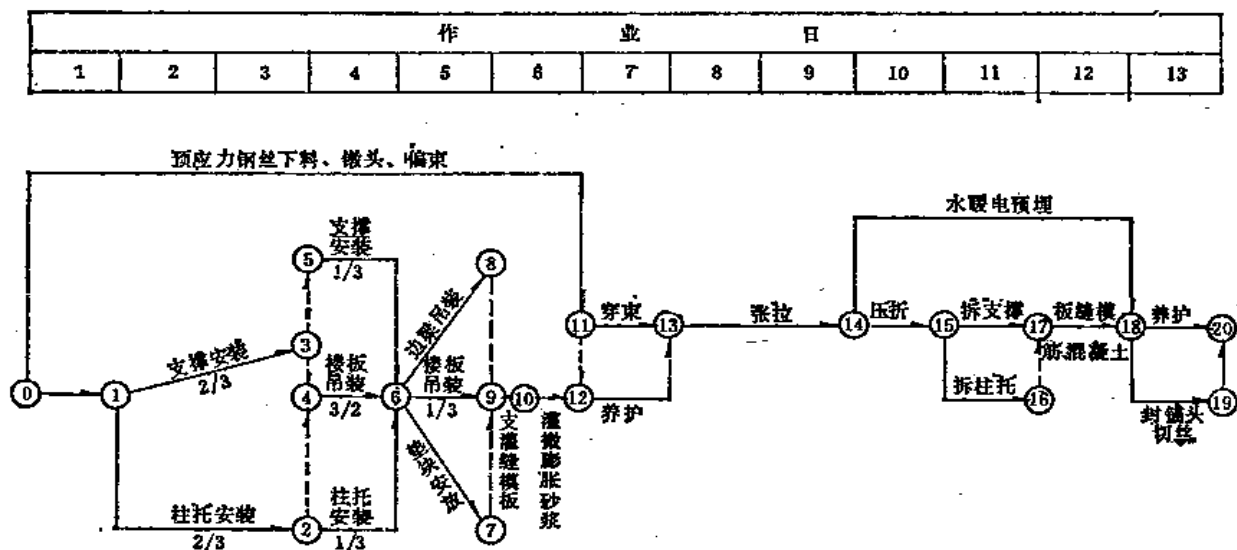 作 业 日
1 2 3 4 5 6 7 8 9 10 11 12 13
预应力钢丝下料、镦头、编束
水暖电预埋
支撑
安装
1/3
5
8
边梁吊装
11
穿束
13
张拉
14
压折
15
拆支撑
17
板缝模
筋混凝土
18
养护
20
支撑安装
2/3
3
楼板
吊装
3/2
楼板
吊装
1/3
0
1
4
6
9
10
12
养护
拆柱托
16
封锚头
切丝
19
垫块安放
支灌缝模板
灌微膨胀砂浆
柱托安装
2/3
2
柱托
安装
1/3
7